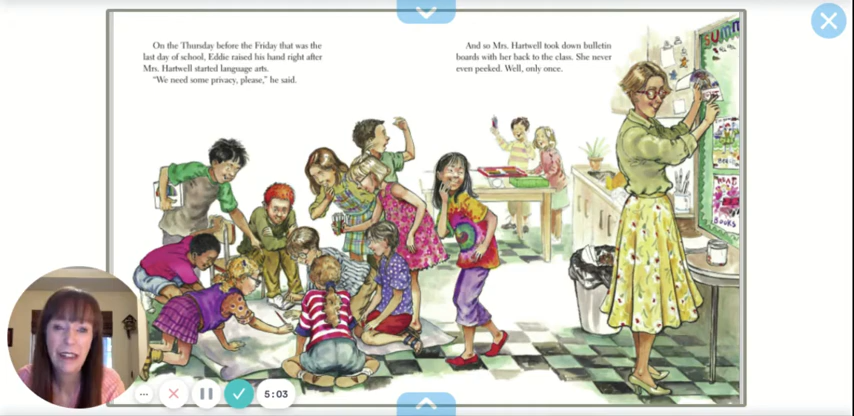 On the Thursday before the Friday that was the
last day of school, Eddie raised his hand right after
Mrs. Hartwell started language arts.
“We need some privacy, please,” he said.
And so Mrs. Hartwell took down bulletin
boards with her back to the class. She never
even peeked. Well, only once.
SUMM
READ
BOOKS
5:03